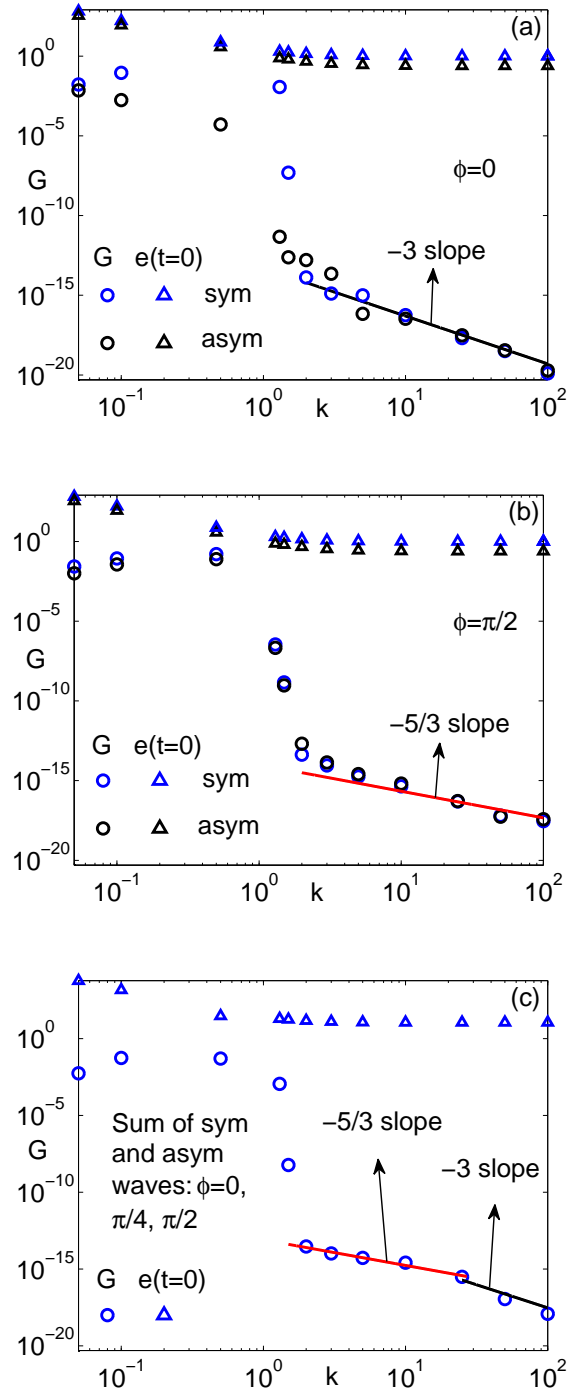 (a)
10^0
10^-5
G
10^-10
10^-15
10^-20
ϕ=0
−3 slope
G e(t=0)
sym
asym
10^-1 10^0 k 10^1 10^2
(b)
10^0
10^-5
G
10^-10
10^-15
10^-20
ϕ=π/2
−5/3 slope
G e(t=0)
sym
asym
10^-1 10^0 k 10^1 10^2
(c)
10^0
10^-5
G
10^-10
10^-15
10^-20
Sum of sym
and asym
waves: ϕ=0,
π/4, π/2
−5/3 slope
−3 slope
G e(t=0)
10^-1 10^0 k 10^1 10^2